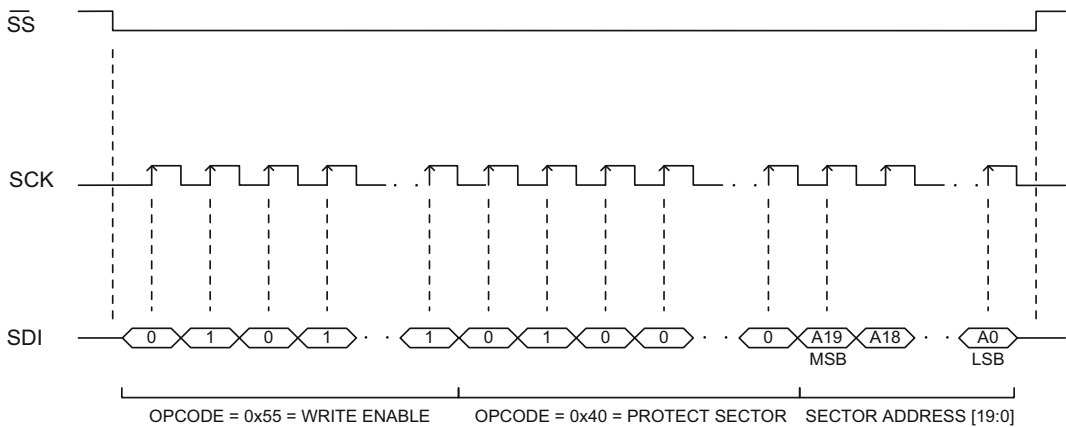 SS
SCK
SDI 0 1 0 1 · · 1 0 1 0 0 · · 0 A19 A18 · · A0
MSB LSB
OPCODE = 0x55 = WRITE ENABLE OPCODE = 0x40 = PROTECT SECTOR SECTOR ADDRESS [19:0]